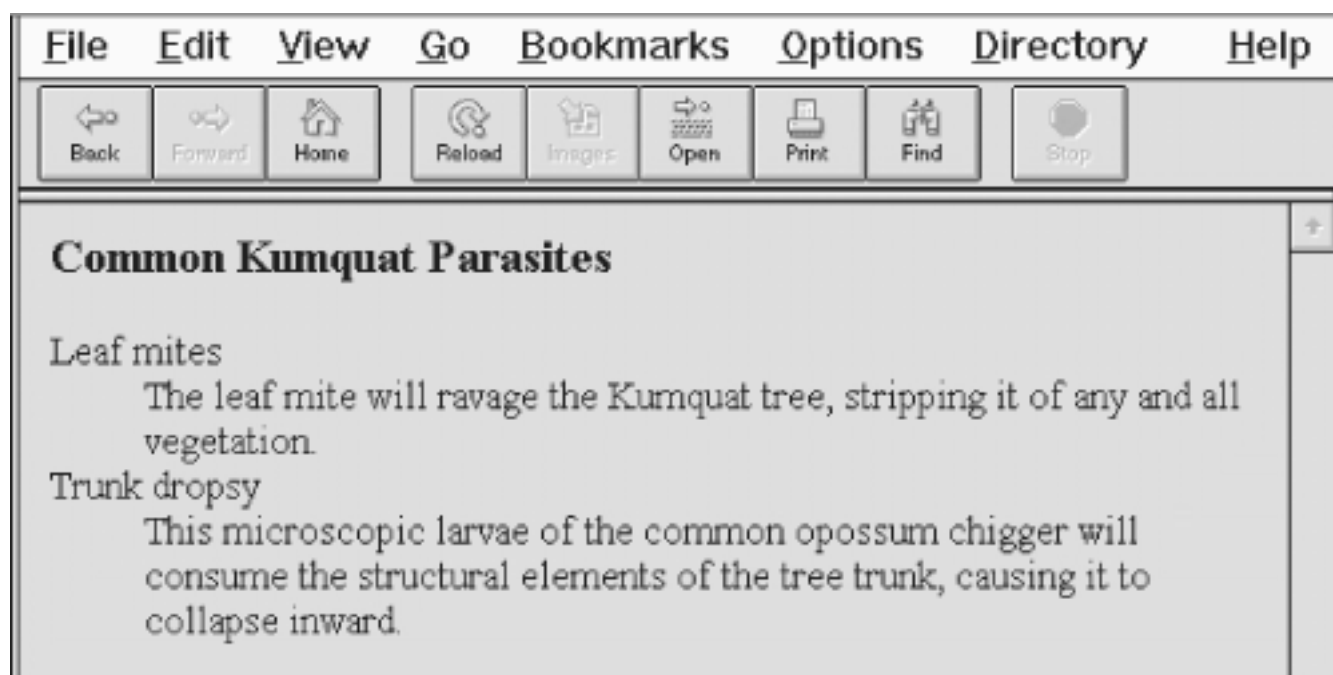 File Edit View Go Bookmarks Options Directory Help
Back Forward Home Reload Images Open Print Find Stop
Common Kumquat Parasites
Leaf mites
The leaf mite will ravage the Kumquat tree, stripping it of any and all
vegetation.
Trunk dropsy
This microscopic larvae of the common opossum chigger will
consume the structural elements of the tree trunk, causing it to
collapse inward.